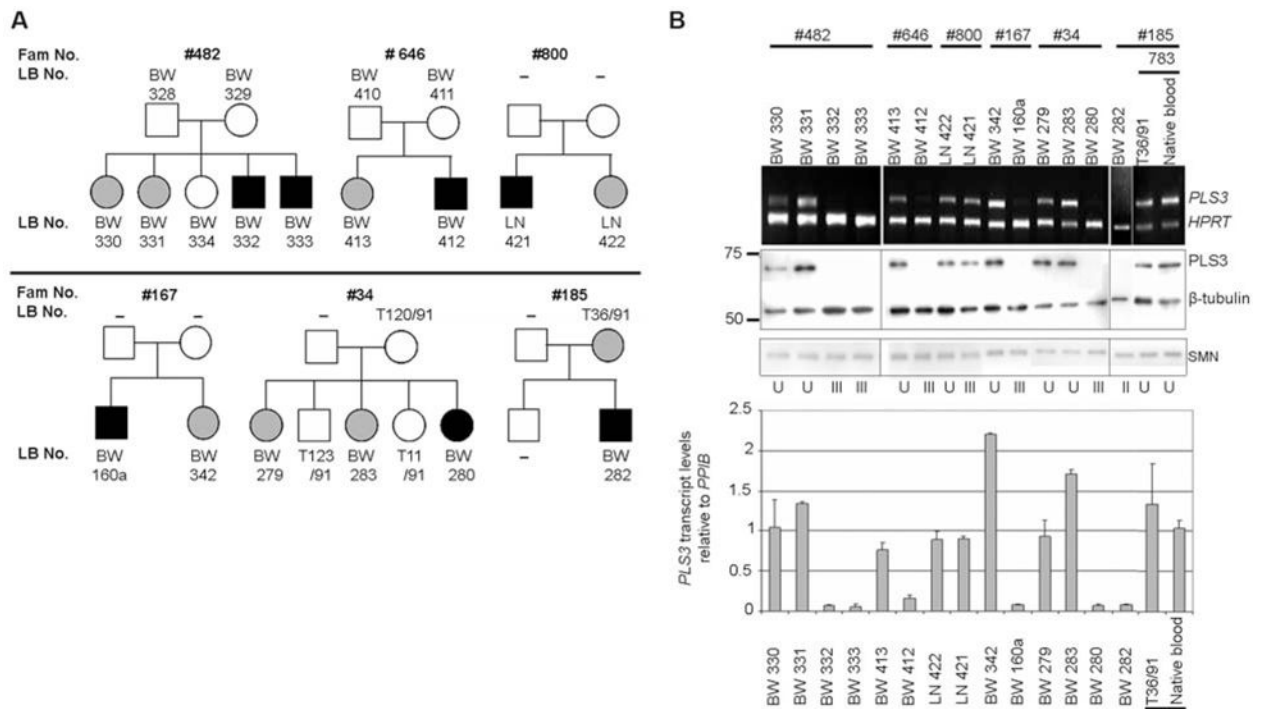 A
Fam No. #482 # 646 #800
LB No. BW 328 BW 329 BW 410 BW 411 – –
LB No. BW 330 BW 331 BW 334 BW 332 BW 333 BW 413 BW 412 LN 421 LN 422
Fam No. #167 #34 #185
LB No. – – – T120/91 – T36/91
LB No. BW 160a BW 342 BW 279 T123 /91 BW 283 T11 /91 BW 280 – BW 282
B
#482 #646 #800 #167 #34 #185
783
BW 330 BW 331 BW 332 BW 333 BW 413 BW 412 LN 422 LN 421 BW 342 BW 160a BW 279 BW 283 BW 280 BW 282 T36/91 Native blood
PLS3
HPRT
75
PLS3
β-tubulin
50
SMN
U U III III U III U III U III U U III II U U
PLS3 transcript levels
relative to PPIB
2.5
2
1.5
1
0.5
0
BW 330 BW 331 BW 332 BW 333 BW 413 BW 412 LN 422 LN 421 BW 342 BW 160a BW 279 BW 283 BW 280 BW 282 T36/91 Native blood